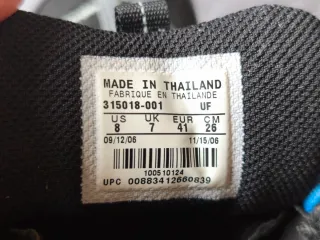 MADE IN THAILAND
FABRIQUE EN THAILANDE
315018-001 UF
US UK EUR CM
8 7 41 26
09/12/06 11/15/06
100510124
UPC 00883412660839